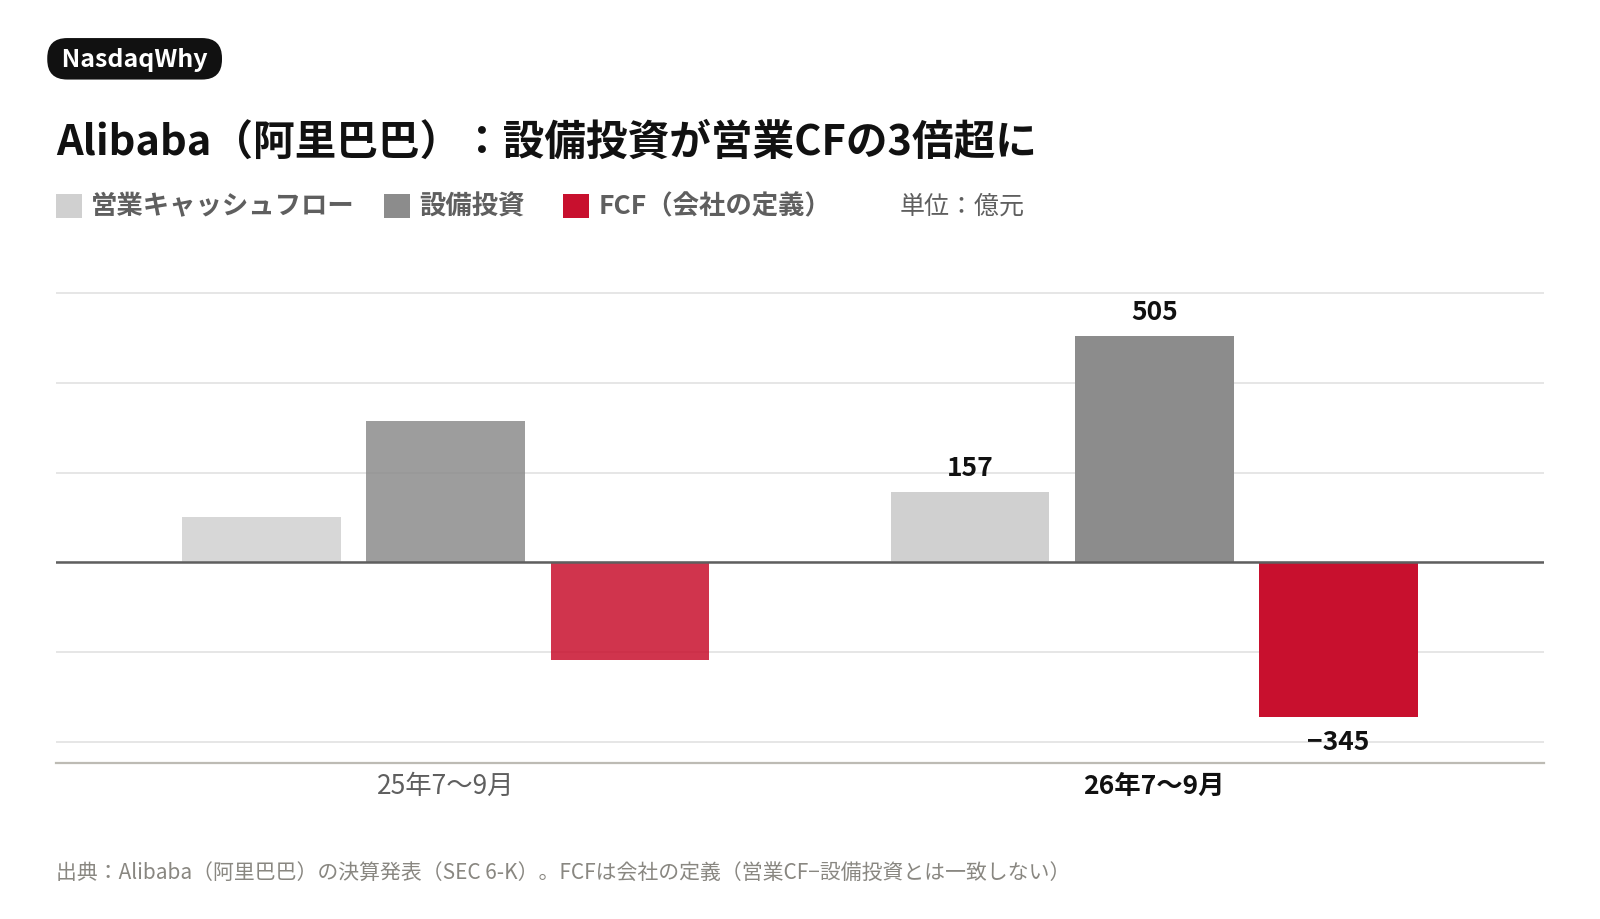 NasdaqWhy
Alibaba（阿里巴巴）：設備投資が営業CFの3倍超に
営業キャッシュフロー 設備投資 FCF（会社の定義） 単位：億元
505
157
−345
25年7〜9月 26年7〜9月
出典：Alibaba（阿里巴巴）の決算発表（SEC 6-K）。FCFは会社の定義（営業CF−設備投資とは一致しない）